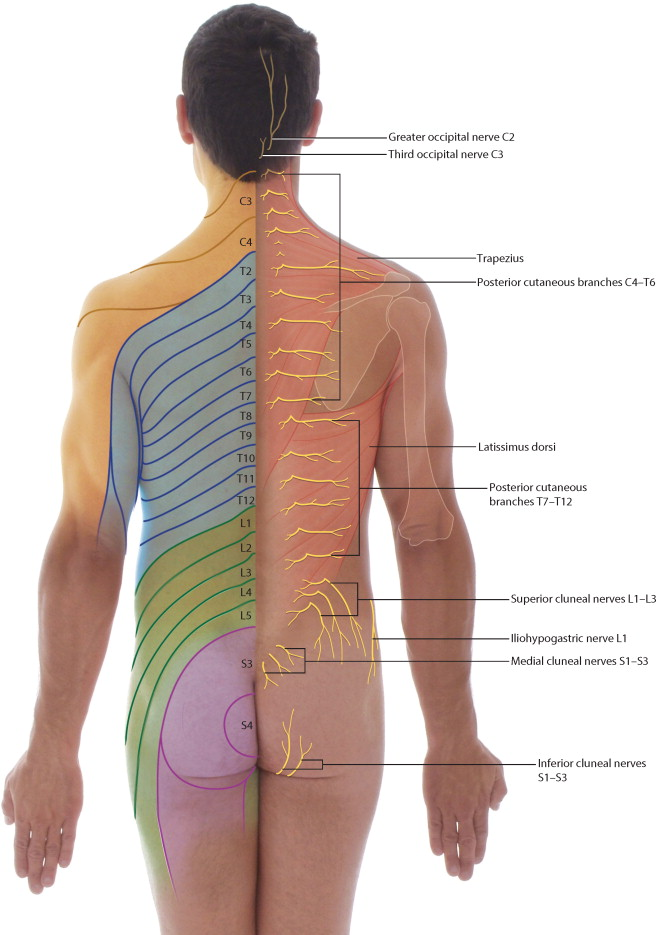 Greater occipital nerve C2
Third occipital nerve C3
C3
C4
T2
T3
T4
T5
T6
T7
T8
T9
T10
T11
T12
L1
L2
L3
L4
L5
S3
S4
Trapezius
Posterior cutaneous branches C4–T6
Latissimus dorsi
Posterior cutaneous
branches T7–T12
Superior cluneal nerves L1–L3
Iliohypogastric nerve L1
Medial cluneal nerves S1–S3
Inferior cluneal nerves
S1–S3